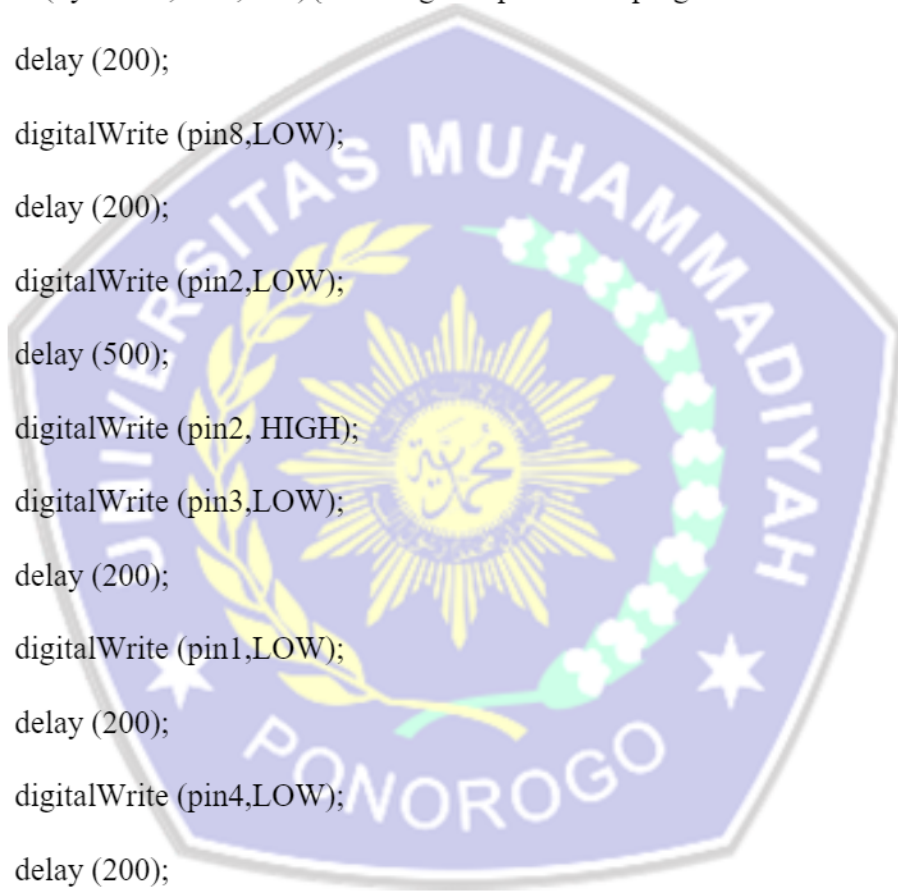 delay (200);
digitalWrite (pin8,LOW);
delay (200);
digitalWrite (pin2,LOW);
delay (500);
digitalWrite (pin2, HIGH);
digitalWrite (pin3,LOW);
delay (200);
digitalWrite (pin1,LOW);
delay (200);
digitalWrite (pin4,LOW);
delay (200);
UNIVERSITAS MUHAMMADIYAH
PONOROGO
محمدية